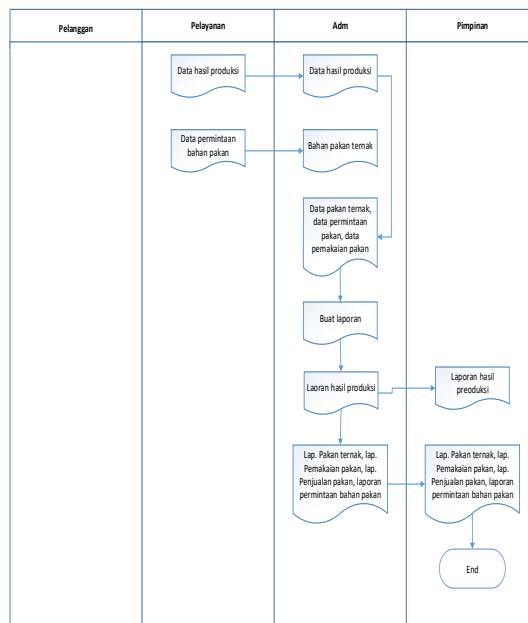 Pelanggan
Pelayanan
Adm
Pimpinan
Data hasil produksi
Data hasil produksi
Data permintaan
bahan pakan
Bahan pakan ternak
Data pakan ternak,
data permintaan
pakan, data
pemakaian pakan
Buat laporan
Laoran hasil produksi
Laporan hasil
preoduksi
Lap. Pakan ternak, lap.
Pemakaian pakan, lap.
Penjualan pakan, laporan
permintaan bahan pakan
Lap. Pakan ternak, lap.
Pemakaian pakan, lap.
Penjualan pakan, laporan
permintaan bahan pakan
End